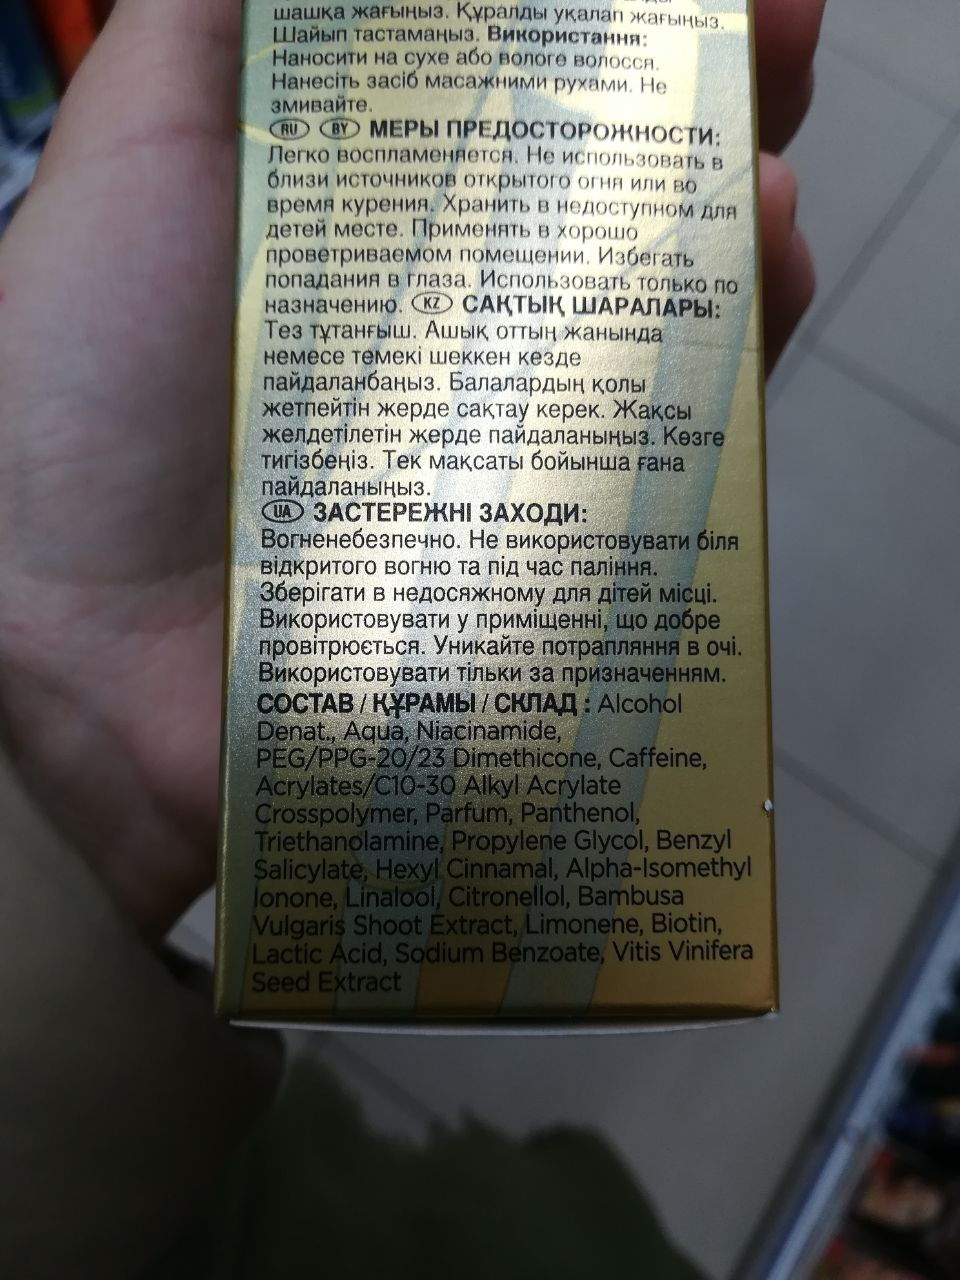 шашқа жағыңыз. Құралды уқалап жағыңыз.
Шайып тастамаңыз. Використання:
Наносити на сухе або вологе волосся.
Нанесіть засіб масажними рухами. Не
змивайте.
RU BY МЕРЫ ПРЕДОСТОРОЖНОСТИ:
Легко воспламеняется. Не использовать в
близи источников открытого огня или во
время курения. Хранить в недоступном для
детей месте. Применять в хорошо
проветриваемом помещении. Избегать
попадания в глаза. Использовать только по
назначению. KZ САҚТЫҚ ШАРАЛАРЫ:
Тез тұтанғыш. Ашық оттың жанында
немесе темекі шеккен кезде
пайдаланбаңыз. Балалардың қолы
жетпейтін жерде сақтау керек. Жақсы
желдетілетін жерде пайдаланыңыз. Көзге
тигізбеңіз. Тек мақсаты бойынша ғана
пайдаланыңыз.
UA ЗАСТЕРЕЖНІ ЗАХОДИ:
Вогненебезпечно. Не використовувати біля
відкритого вогню та під час паління.
Зберігати в недосяжному для дітей місці.
Використовувати у приміщенні, що добре
провітрюється. Уникайте потрапляння в очі.
Використовувати тільки за призначенням.
СОСТАВ / ҚҰРАМЫ / СКЛАД : Alcohol
Denat., Aqua, Niacinamide,
PEG/PPG-20/23 Dimethicone, Caffeine,
Acrylates/C10-30 Alkyl Acrylate
Crosspolymer, Parfum, Panthenol,
Triethanolamine, Propylene Glycol, Benzyl
Salicylate, Hexyl Cinnamal, Alpha-Isomethyl
Ionone, Linalool, Citronellol, Bambusa
Vulgaris Shoot Extract, Limonene, Biotin,
Lactic Acid, Sodium Benzoate, Vitis Vinifera
Seed Extract